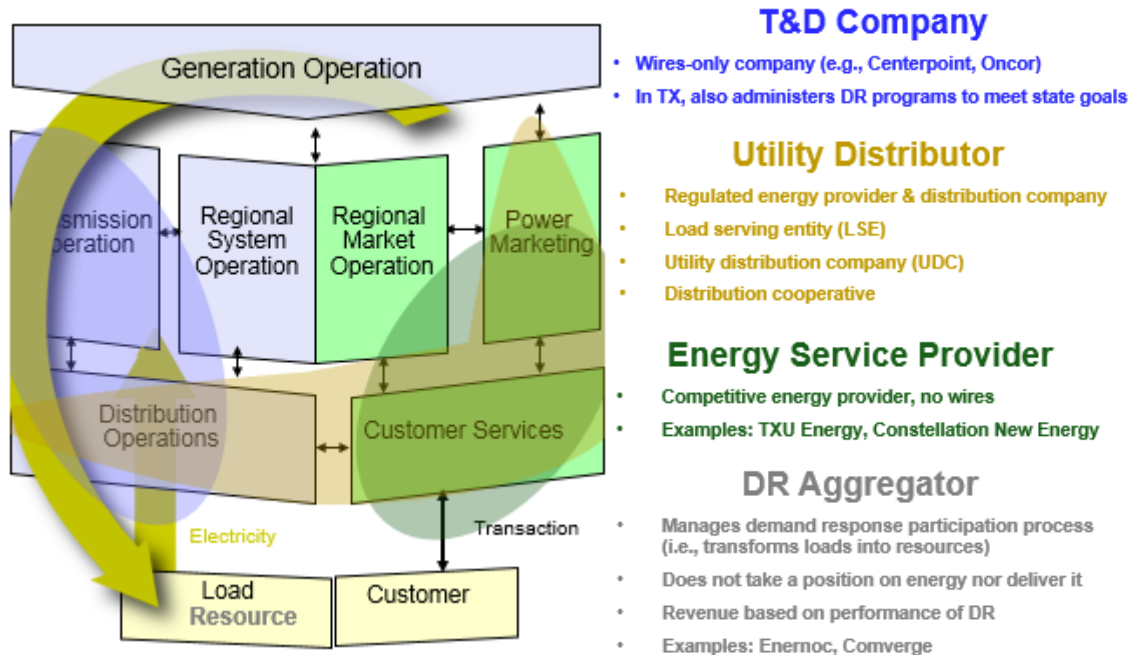 Generation Operation
smission
peration
Regional
System
Operation
Regional
Market
Operation
Power
Marketing
Distribution
Operations
Customer Services
Electricity
Transaction
Load
Resource
Customer
T&D Company
• Wires-only company (e.g., Centerpoint, Oncor)
• In TX, also administers DR programs to meet state goals
Utility Distributor
• Regulated energy provider & distribution company
• Load serving entity (LSE)
• Utility distribution company (UDC)
• Distribution cooperative
Energy Service Provider
• Competitive energy provider, no wires
• Examples: TXU Energy, Constellation New Energy
DR Aggregator
• Manages demand response participation process
(i.e., transforms loads into resources)
• Does not take a position on energy nor deliver it
• Revenue based on performance of DR
• Examples: Enernoc, Comverge